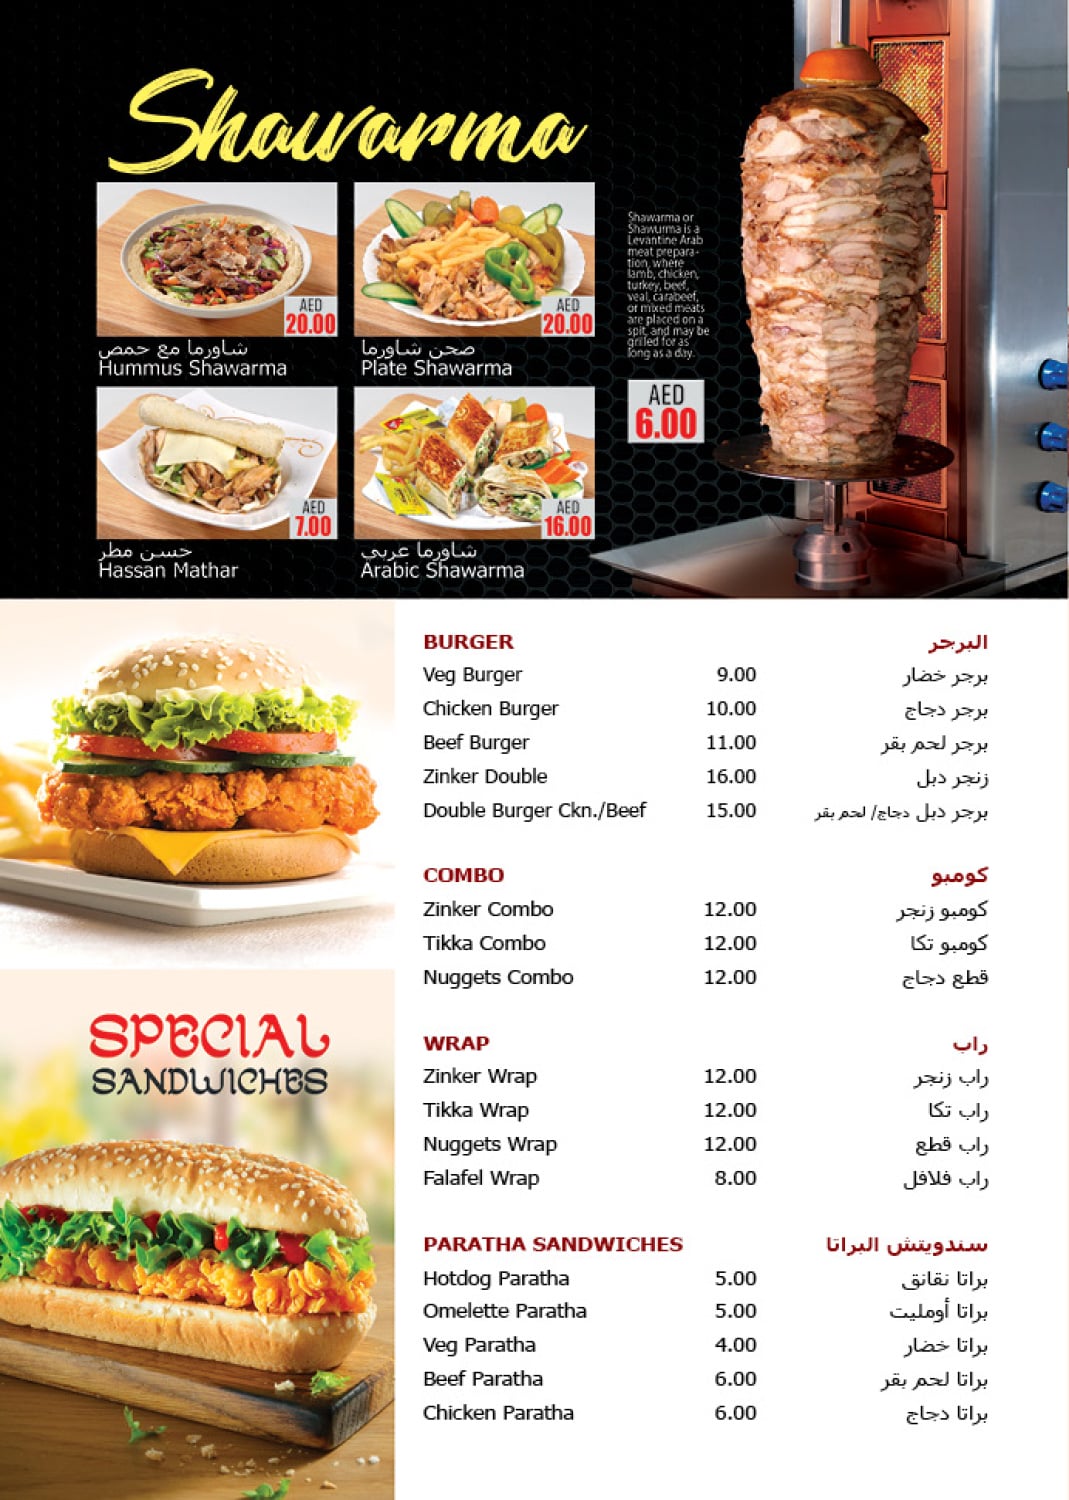 Shawarma
AED
20.00
شاورما مع حمص
Hummus Shawarma
AED
20.00
صحن شاورما
Plate Shawarma
AED
7.00
حسن مطر
Hassan Mathar
AED
16.00
شاورما عربي
Arabic Shawarma
Shawarma or
Shawurma is a
Levantine Arab
meat prepara-
tion, where
lamb, chicken,
turkey, beef,
veal, carabeef,
or mixed meats
are placed on a
spit, and may be
grilled for as
long as a day.
AED
6.00
BURGER البرجر
Veg Burger 9.00 برجر خضار
Chicken Burger 10.00 برجر دجاج
Beef Burger 11.00 برجر لحم بقر
Zinker Double 16.00 زنجر دبل
Double Burger Ckn./Beef 15.00 برجر دبل دجاج/ لحم بقر
COMBO كومبو
Zinker Combo 12.00 كومبو زنجر
Tikka Combo 12.00 كومبو تكا
Nuggets Combo 12.00 قطع دجاج
SPECIAL
SANDWICHES
WRAP راب
Zinker Wrap 12.00 راب زنجر
Tikka Wrap 12.00 راب تكا
Nuggets Wrap 12.00 راب قطع
Falafel Wrap 8.00 راب فلافل
PARATHA SANDWICHES سندويتش البراتا
Hotdog Paratha 5.00 براتا نقانق
Omelette Paratha 5.00 براتا أومليت
Veg Paratha 4.00 براتا خضار
Beef Paratha 6.00 براتا لحم بقر
Chicken Paratha 6.00 براتا دجاج